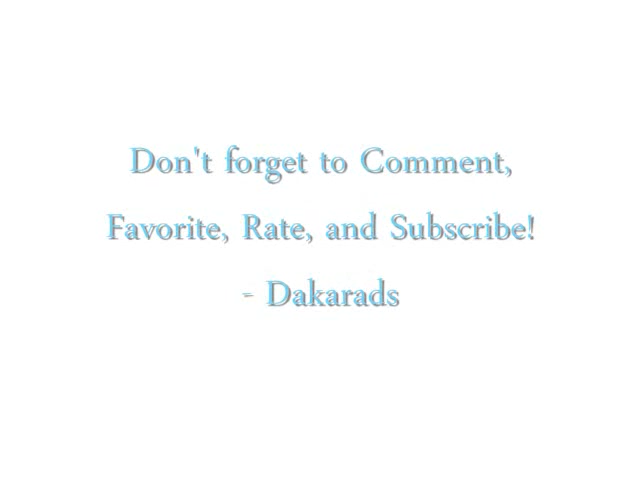 Don't forget to Comment,
Favorite, Rate, and Subscribe!
- Dakarads